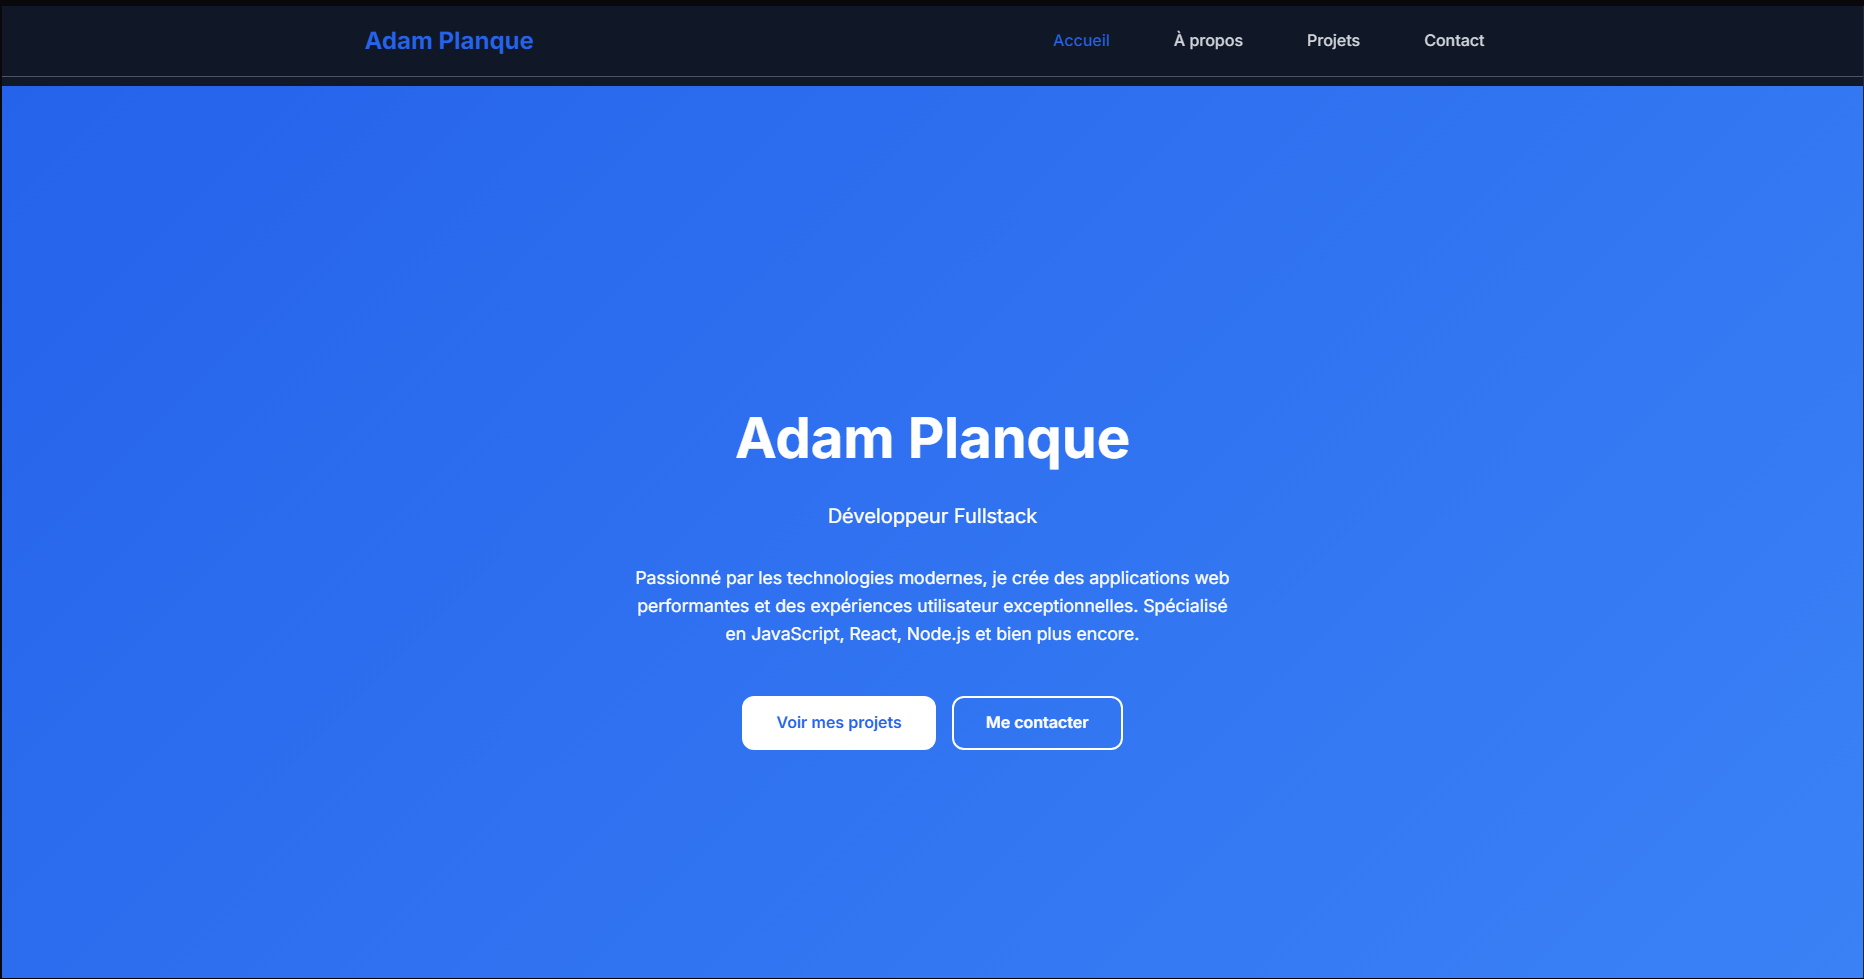 Adam Planque
Accueil
À propos
Projets
Contact
Adam Planque
Développeur Fullstack
Passionné par les technologies modernes, je crée des applications web
performantes et des expériences utilisateur exceptionnelles. Spécialisé
en JavaScript, React, Node.js et bien plus encore.
Voir mes projets
Me contacter